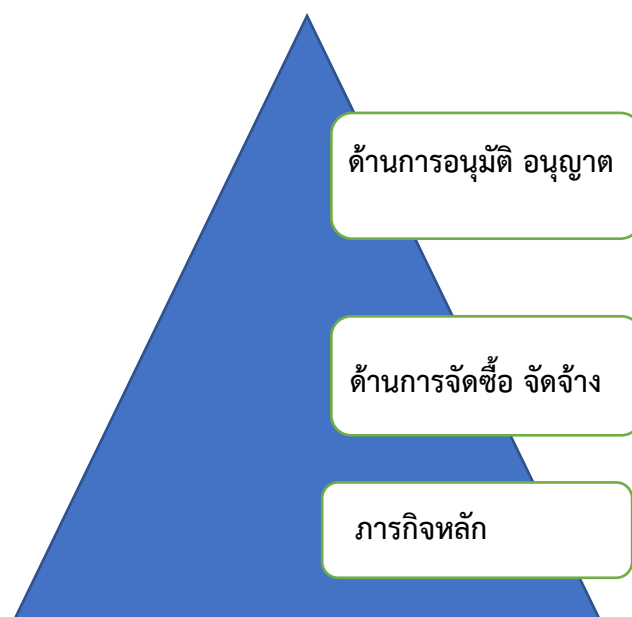 ด้านการอนุมัติ อนุญาต
ด้านการจัดซื้อ จัดจ้าง
ภารกิจหลัก